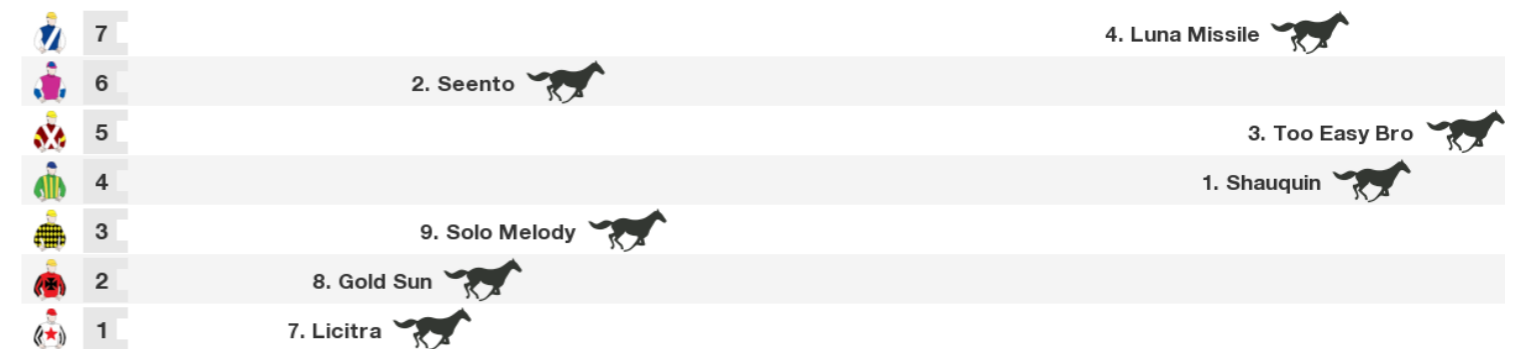 7 4. Luna Missile
6 2. Seento
5 3. Too Easy Bro
4 1. Shauquin
3 9. Solo Melody
2 8. Gold Sun
1 7. Licitra